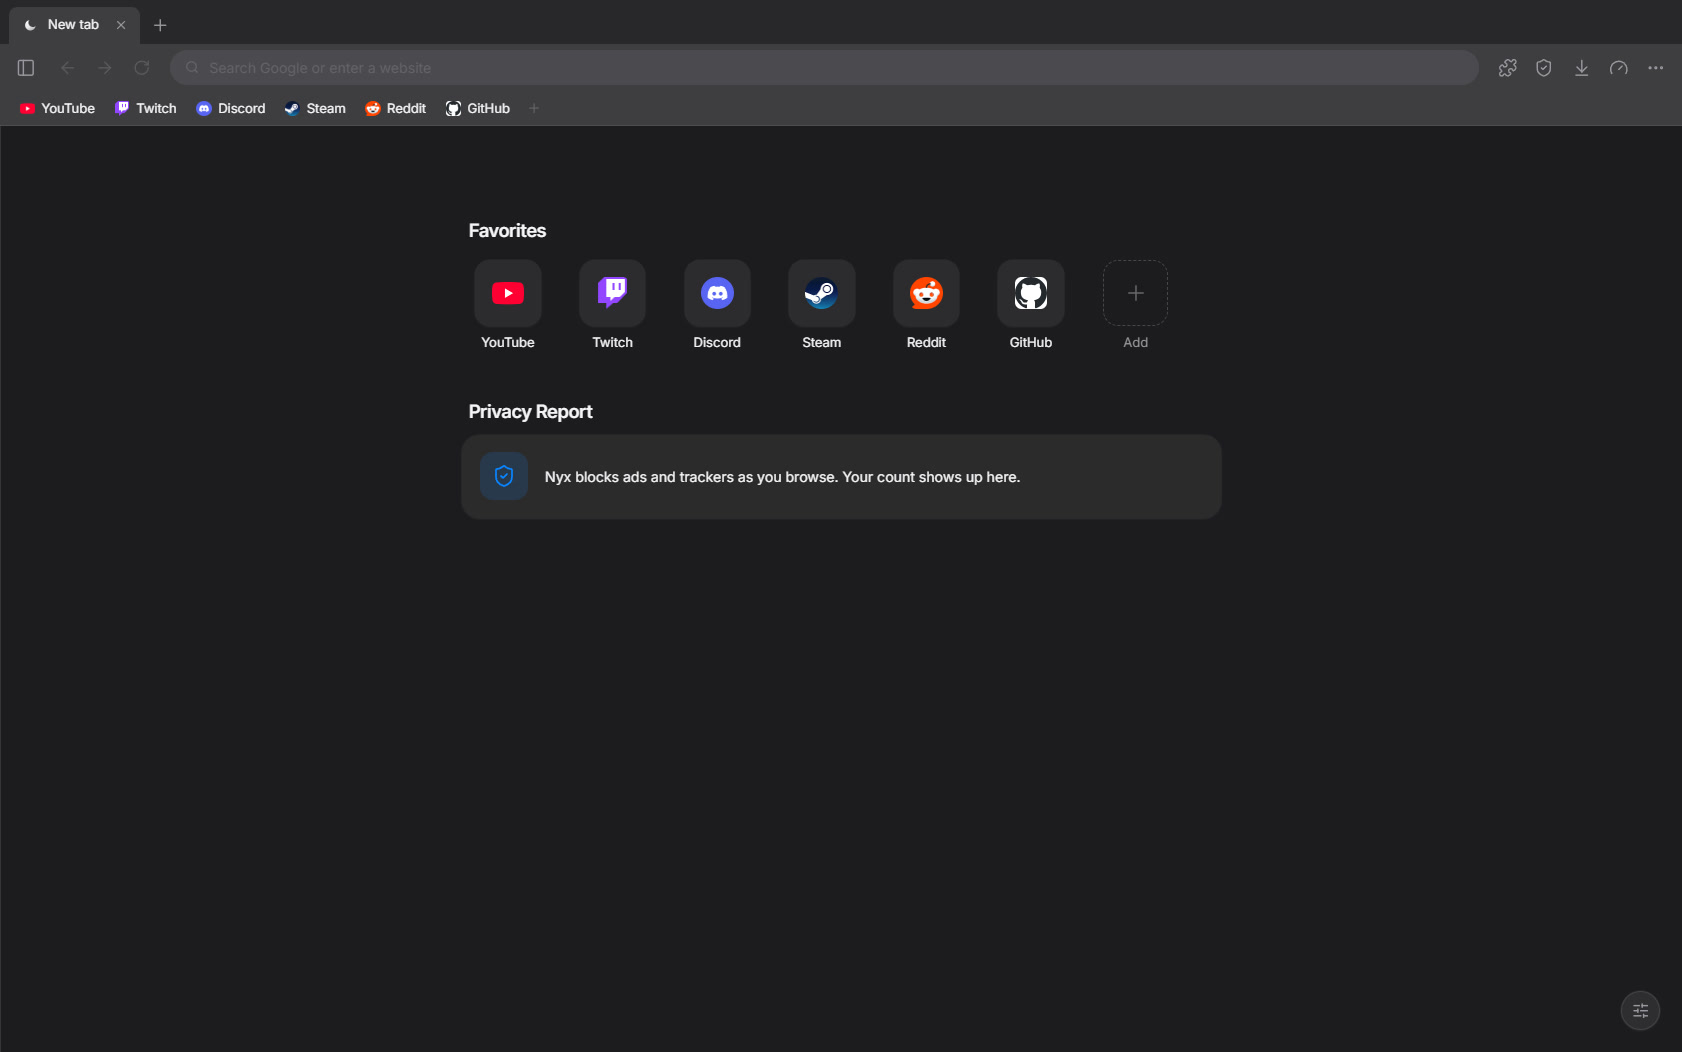 New tab
Search Google or enter a website
YouTube Twitch Discord Steam Reddit GitHub
Favorites
YouTube Twitch Discord Steam Reddit GitHub Add
Privacy Report
Nyx blocks ads and trackers as you browse. Your count shows up here.